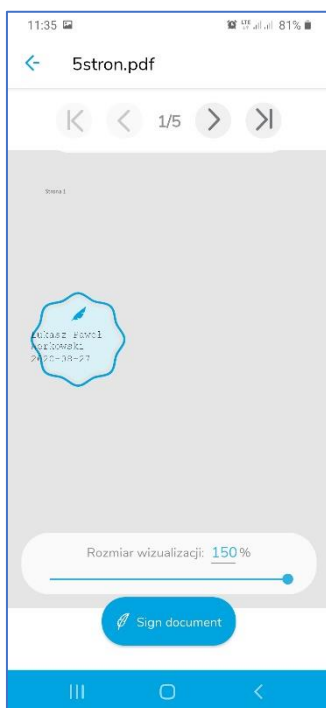 11:35 81%
5stron.pdf
1/5
Strona 1
Łukasz Paweł
2020-08-27
Rozmiar wizualizacji: 150 %
Sign document